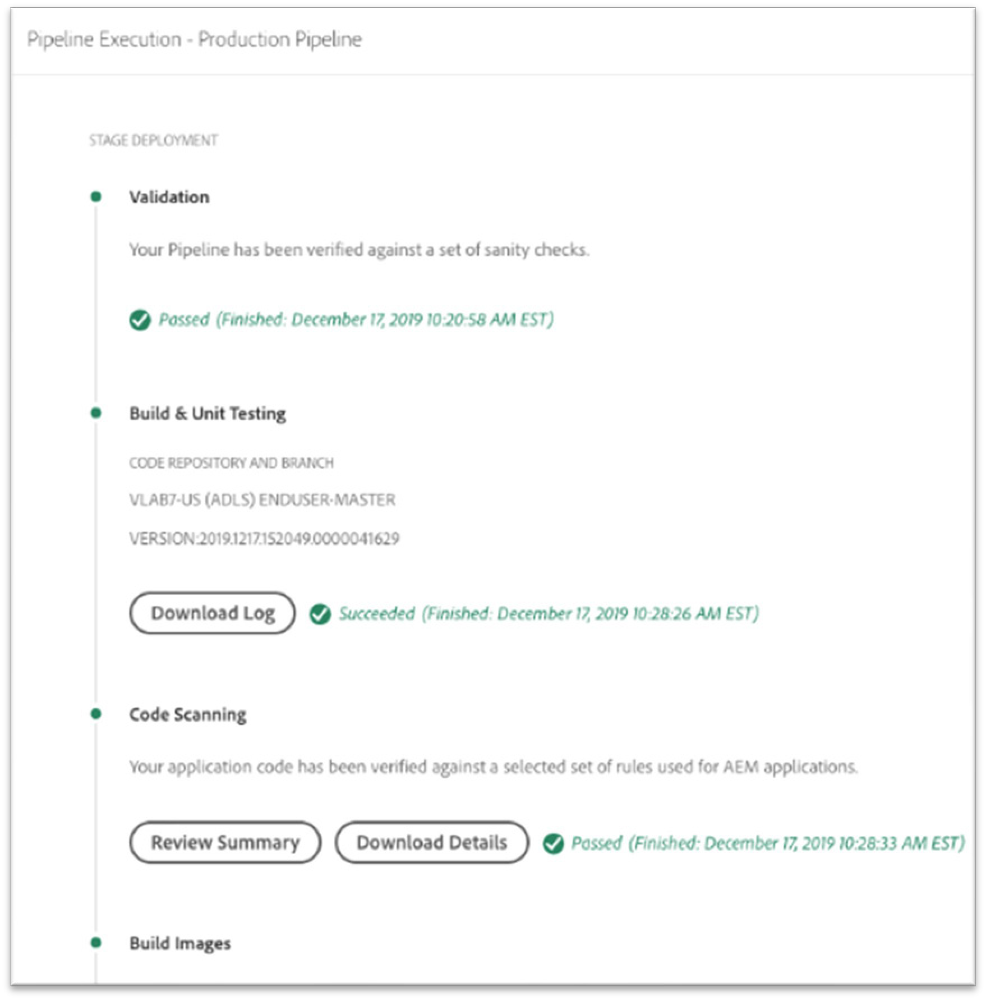 Pipeline Execution - Production Pipeline
STAGE DEPLOYMENT
Validation
Your Pipeline has been verified against a set of sanity checks.
Passed (Finished: December 17, 2019 10:20:58 AM EST)
Build & Unit Testing
CODE REPOSITORY AND BRANCH
VLAB7-US (ADLS) ENDUSER-MASTER
VERSION:2019.1217.152049.0000041629
Download Log Succeeded (Finished: December 17, 2019 10:28:26 AM EST)
Code Scanning
Your application code has been verified against a selected set of rules used for AEM applications.
Review Summary Download Details Passed (Finished: December 17, 2019 10:28:33 AM EST)
Build Images